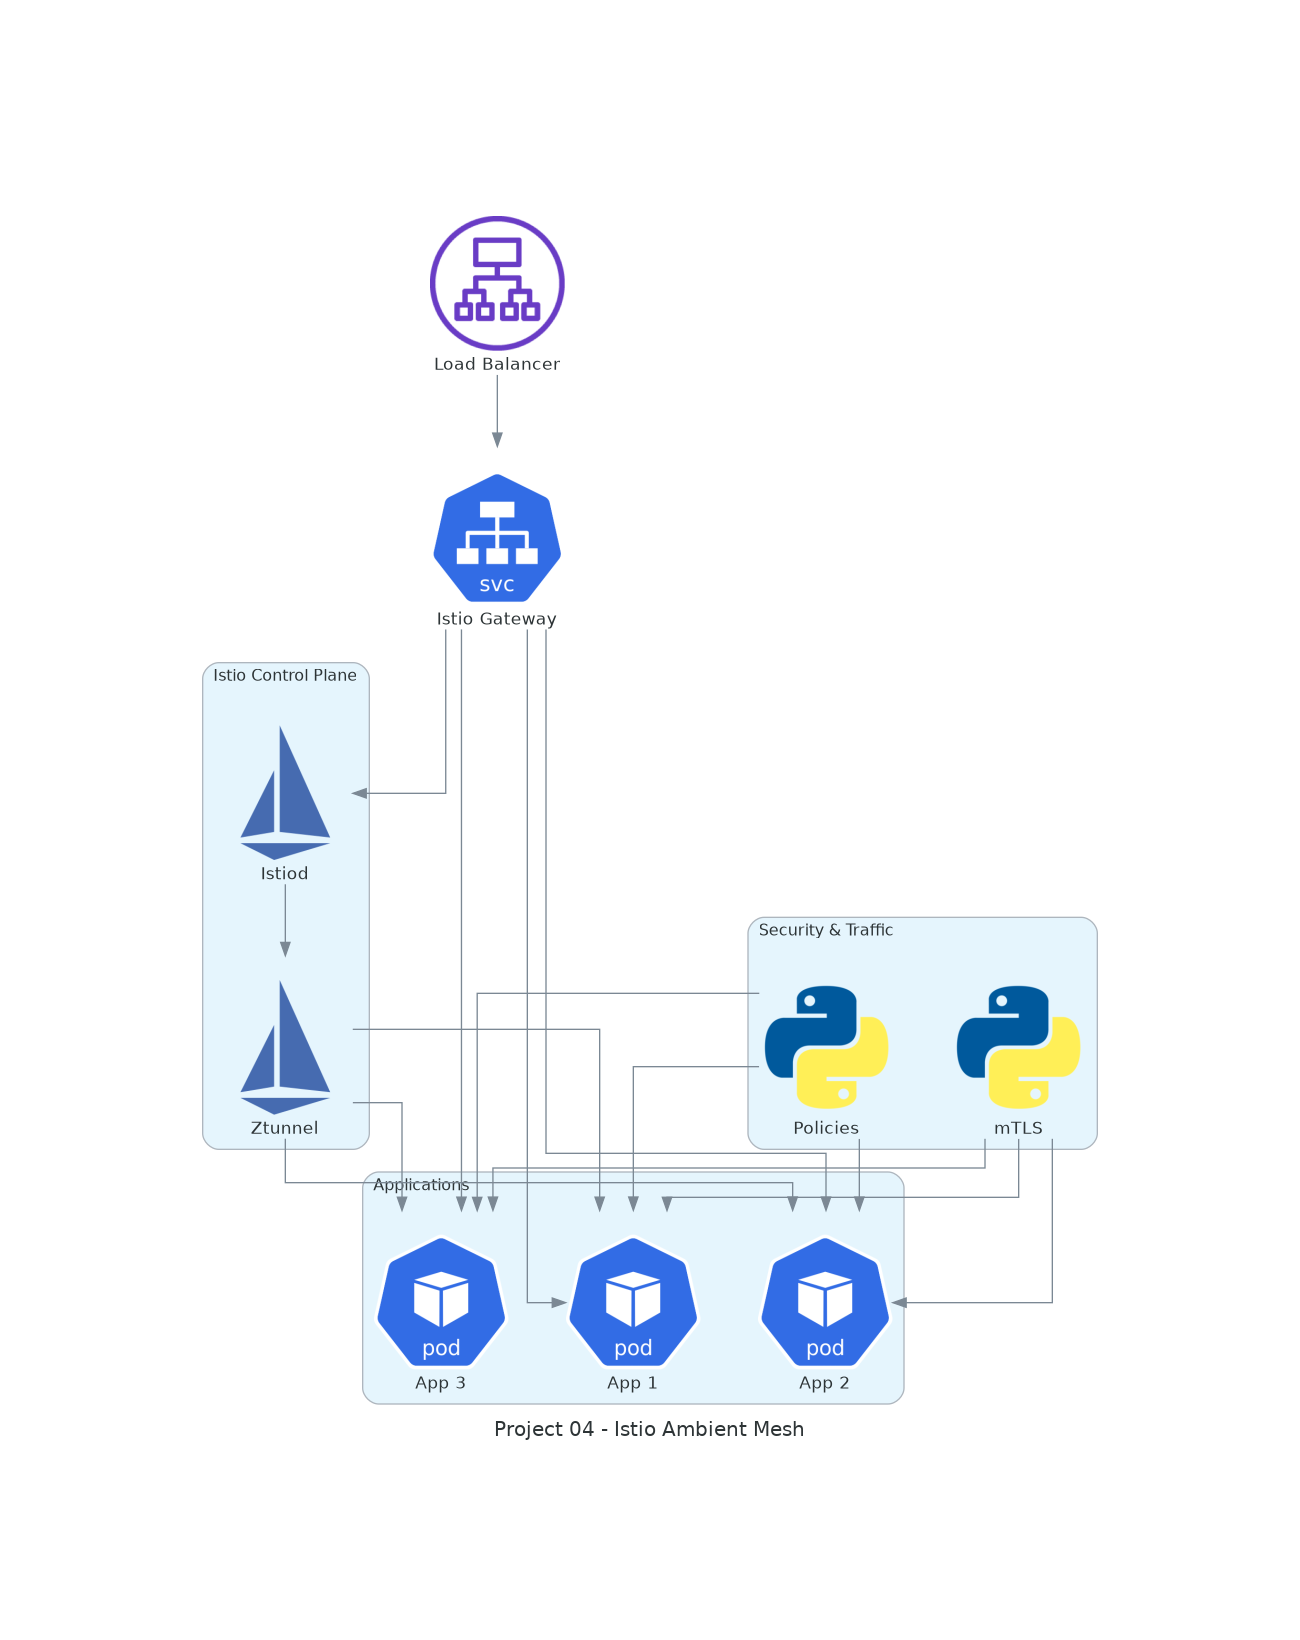 Load Balancer
svc
Istio Gateway
Istio Control Plane
Istiod
Security & Traffic
Ztunnel
Policies
mTLS
Applications
pod
pod
pod
App 3
App 1
App 2
Project 04 - Istio Ambient Mesh